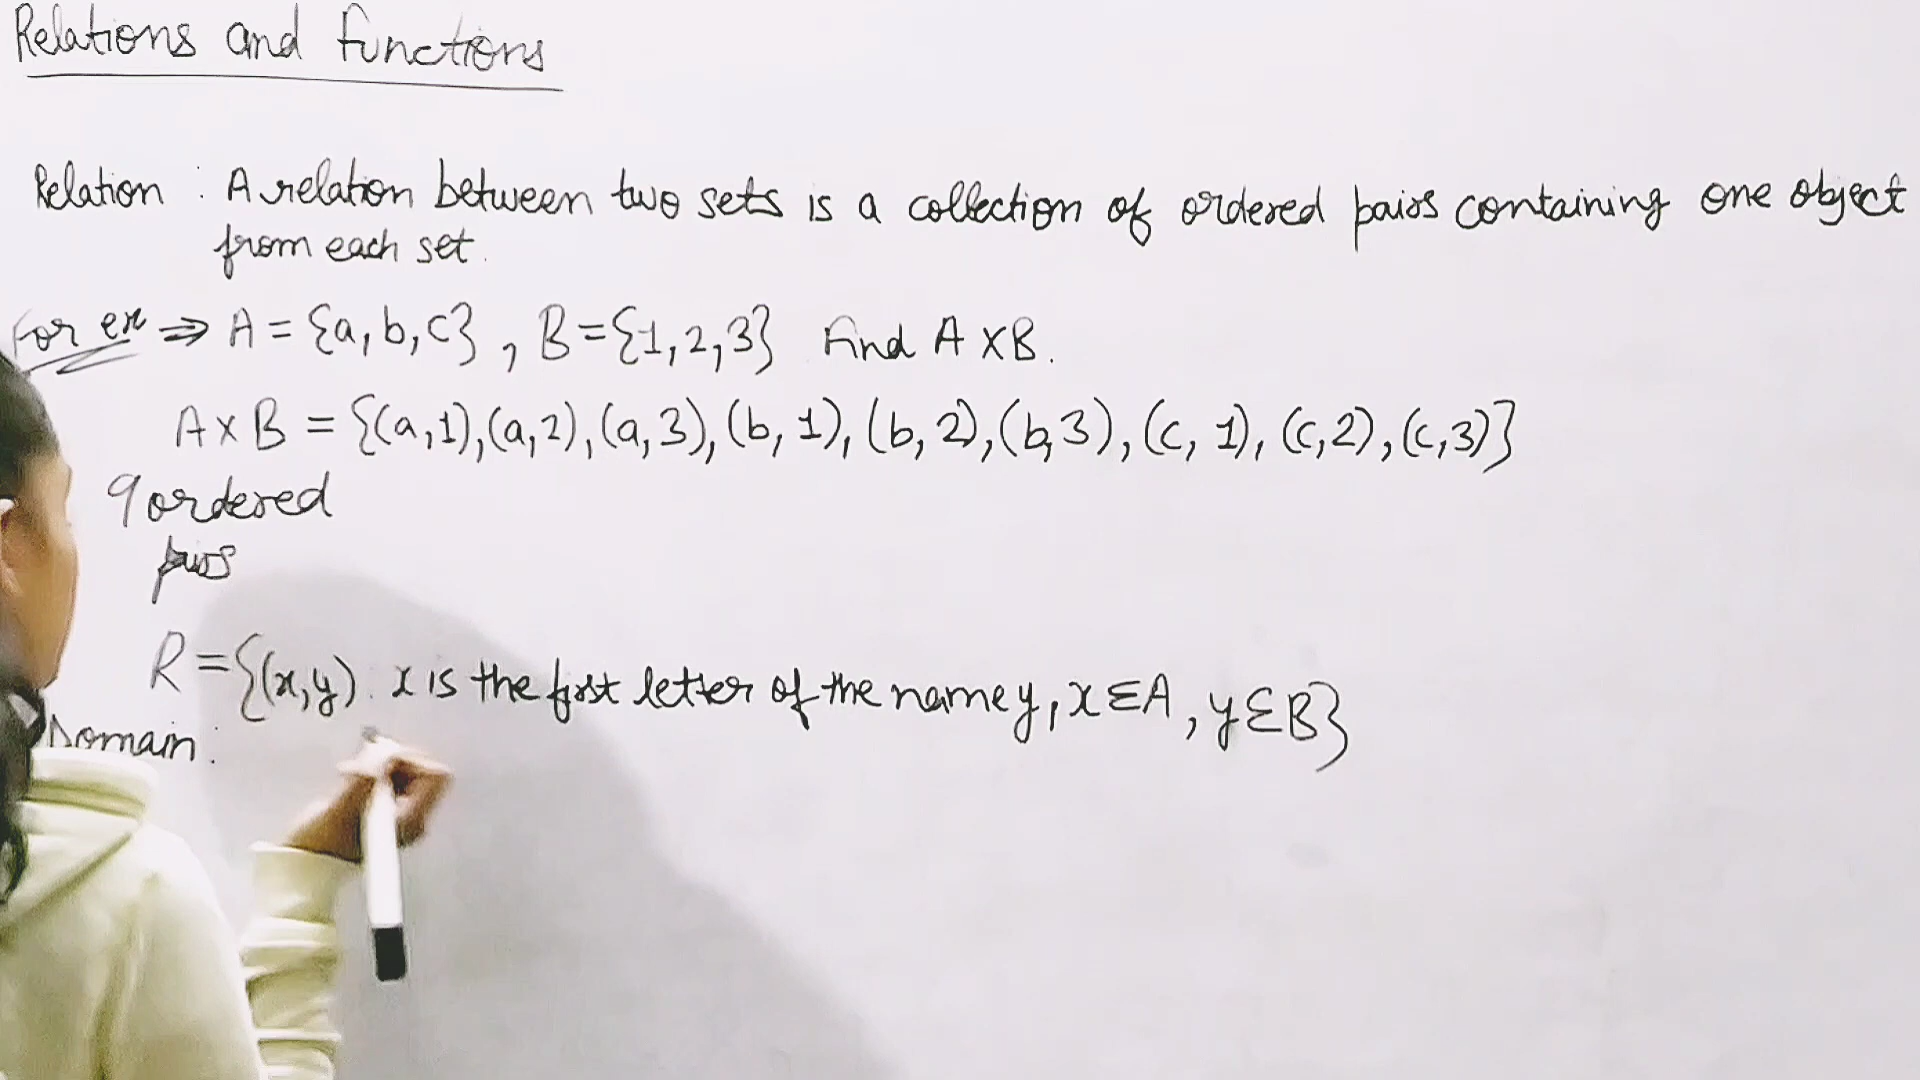 Relations and functions
Relation : A relation between two sets is a collection of ordered pairs containing one object
from each set.
For ex ⇒ A = {a, b, c} , B = {1, 2, 3} Find A X B.
A x B = {(a, 1), (a, 2), (a, 3), (b, 1), (b, 2), (b, 3), (c, 1), (c, 2), (c, 3)}
9 ordered
pairs
R = {(x, y) : x is the first letter of the name y, x ∈ A , y ∈ B}
Domain :